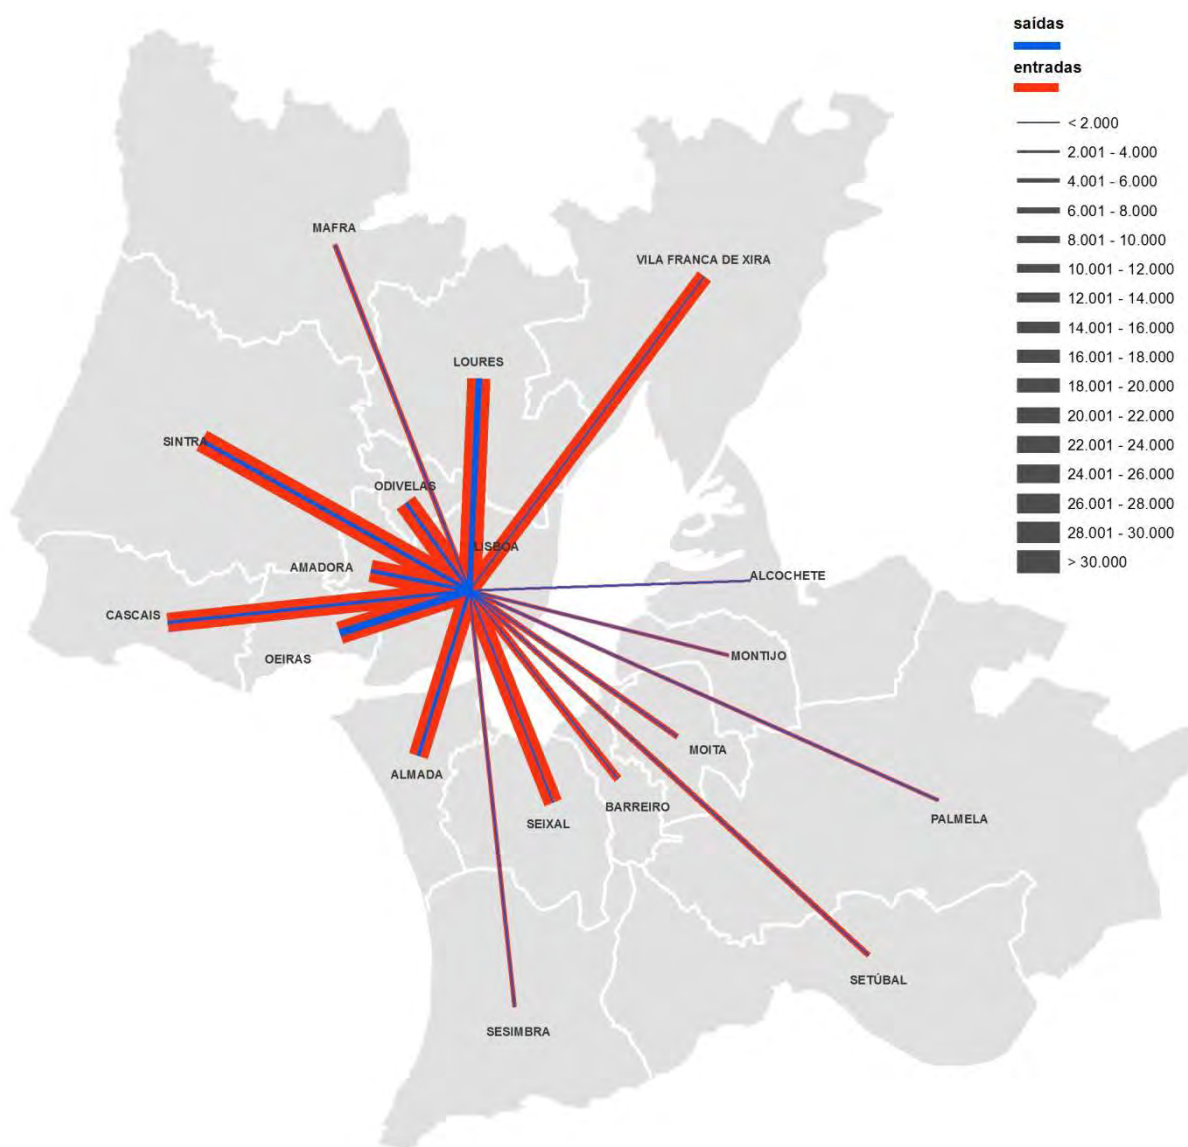 saídas
entradas
< 2.000
2.001 - 4.000
4.001 - 6.000
6.001 - 8.000
8.001 - 10.000
10.001 - 12.000
12.001 - 14.000
14.001 - 16.000
16.001 - 18.000
18.001 - 20.000
20.001 - 22.000
22.001 - 24.000
24.001 - 26.000
26.001 - 28.000
28.001 - 30.000
> 30.000
MAFRA
VILA FRANCA DE XIRA
LOURES
SINTRA
ODIVELAS
LISBOA
AMADORA
ALCOCHETE
CASCAIS
OEIRAS
MONTIJO
MOITA
ALMADA
BARREIRO
SEIXAL
PALMELA
SETÚBAL
SESIMBRA